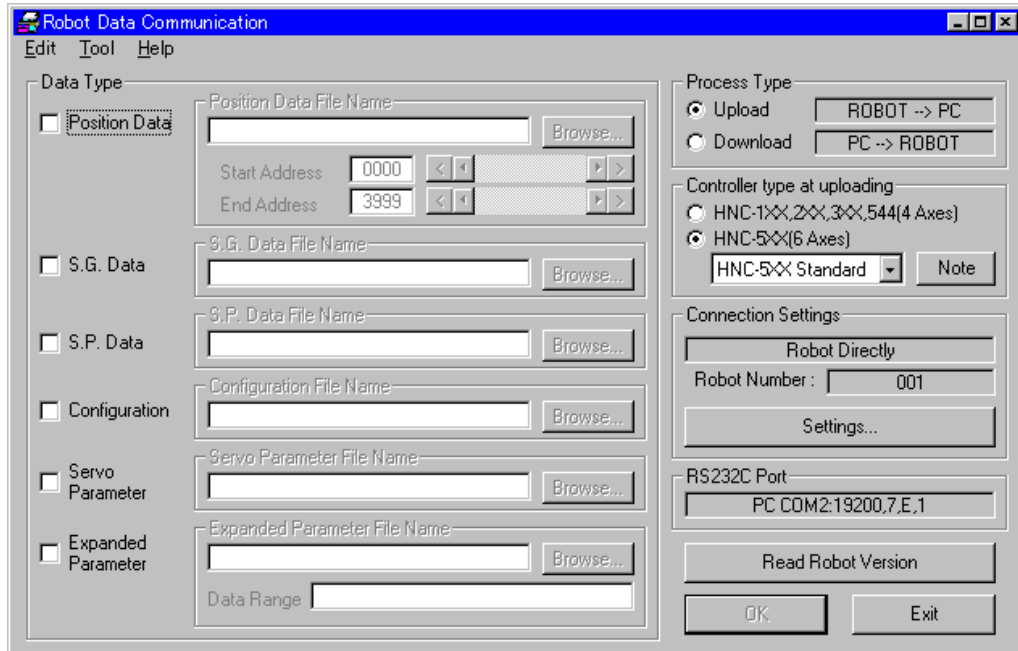 Robot Data Communication
Edit Tool Help
Data Type
Position Data
Position Data File Name
Browse...
Start Address 0000 < >
End Address 3999 < >
S.G. Data
S.G. Data File Name
Browse...
S.P. Data
S.P. Data File Name
Browse...
Configuration
Configuration File Name
Browse...
Servo
Parameter
Servo Parameter File Name
Browse...
Expanded
Parameter
Expanded Parameter File Name
Browse...
Data Range
Process Type
Upload ROBOT --> PC
Download PC --> ROBOT
Controller type at uploading
HNC-1XX,2XX,3XX,544(4 Axes)
HNC-5XX(6 Axes)
HNC-5XX Standard Note
Connection Settings
Robot Directly
Robot Number : 001
Settings...
RS232C Port
PC COM2:19200,7,E,1
Read Robot Version
OK Exit